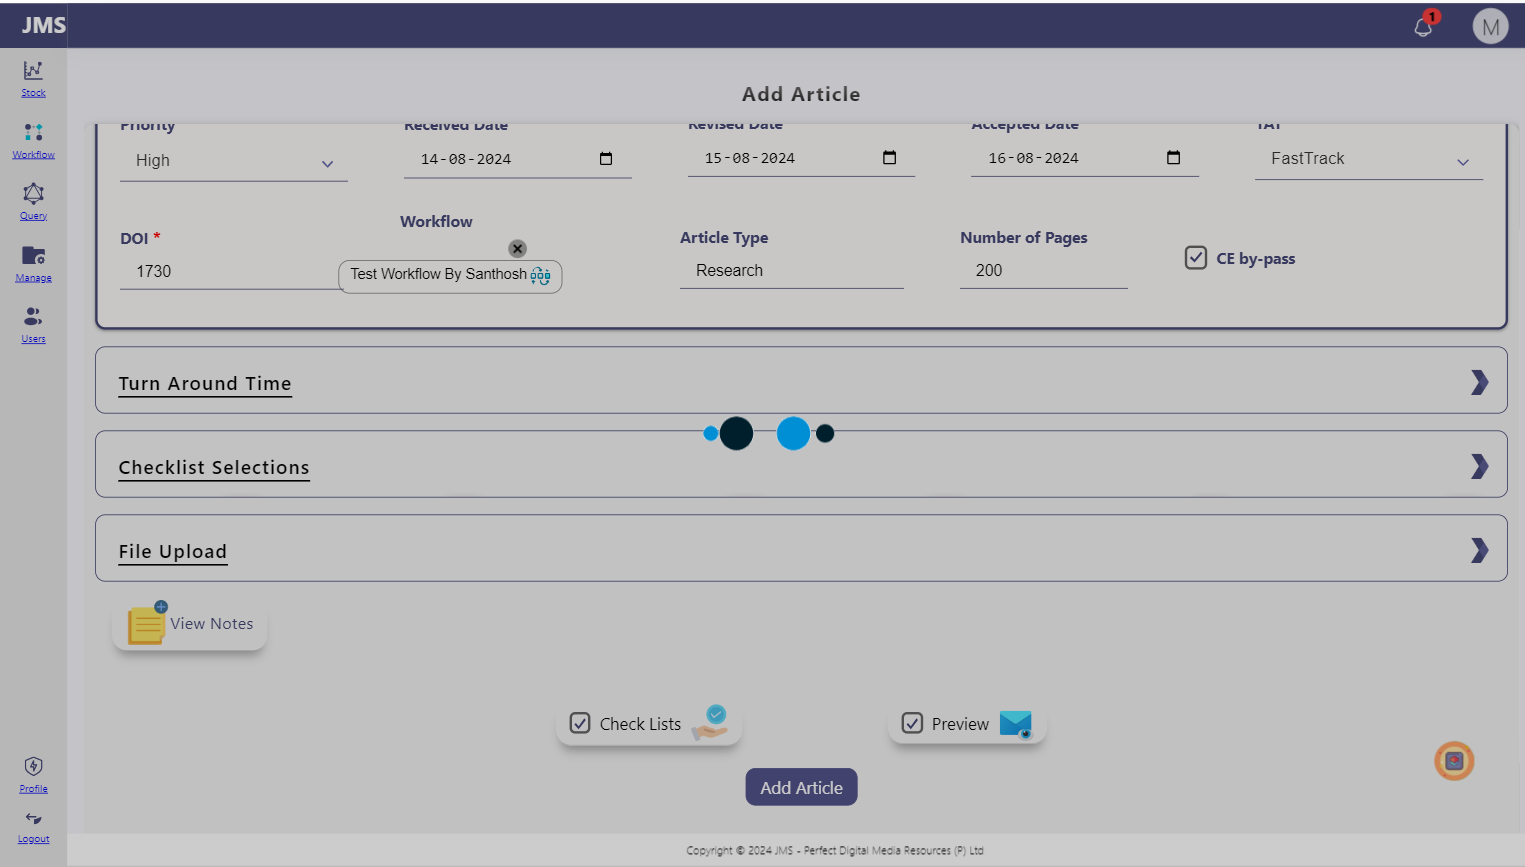 JMS
1
M
Stock
Workflow
Query
Manage
Users
Profile
Logout
Add Article
Priority
Received Date
Revised Date
Accepted Date
TAT
High
14-08-2024
15-08-2024
16-08-2024
FastTrack
DOI *
Workflow
Article Type
Number of Pages
1730
Test Workflow By Santhosh
Research
200
CE by-pass
Turn Around Time
Checklist Selections
File Upload
View Notes
Check Lists
Preview
Add Article
Copyright © 2024 JMS - Perfect Digital Media Resources (P) Ltd